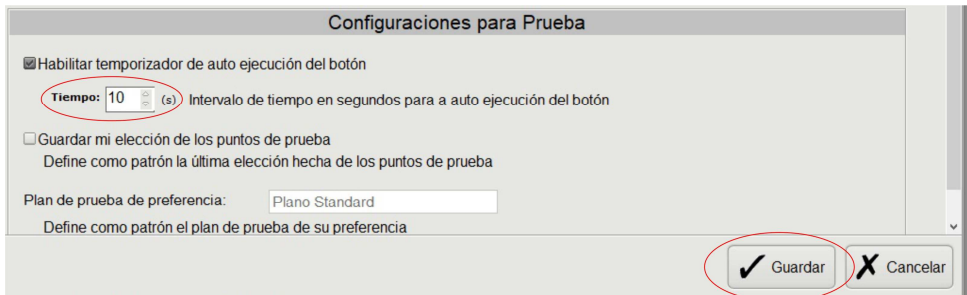 Configuraciones para Prueba
Habilitar temporizador de auto ejecución del botón
Tiempo: 10 (s) Intervalo de tiempo en segundos para a auto ejecución del botón
Guardar mi elección de los puntos de prueba
Define como patrón la última elección hecha de los puntos de prueba
Plan de prueba de preferencia: Plano Standard
Define como patrón el plan de prueba de su preferencia
Guardar Cancelar